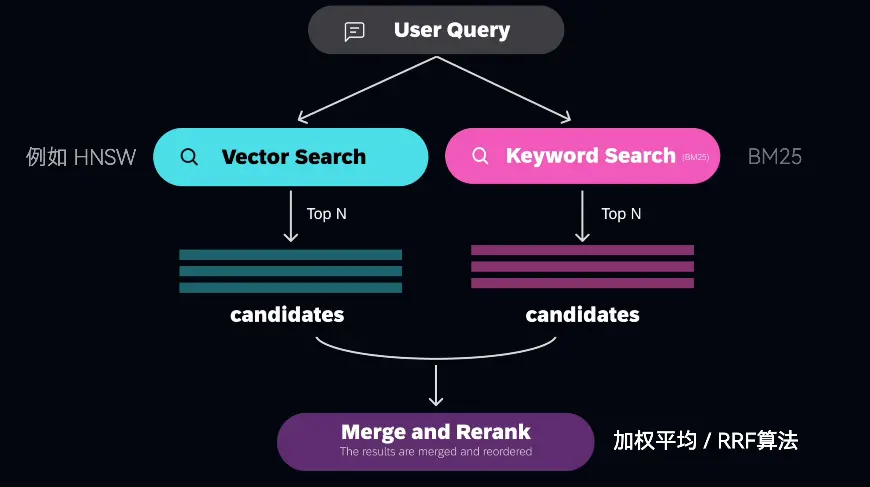 User Query
例如 HNSW
Vector Search
Keyword Search (BM25)
BM25
Top N
Top N
candidates
candidates
Merge and Rerank
The results are merged and reordered
加权平均 / RRF算法